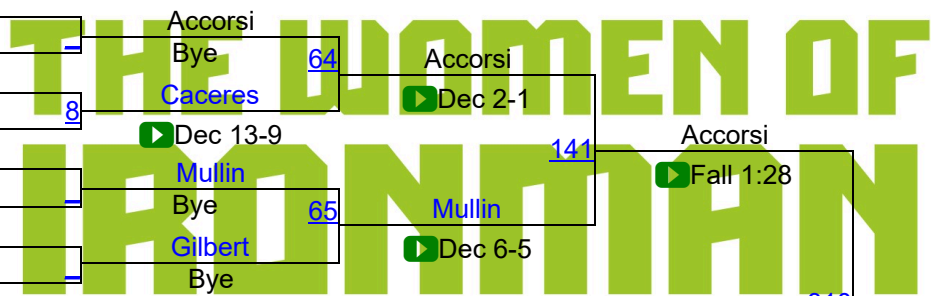 THE WOMEN OF
IRONMAN
Accorsi
Bye
64
Accorsi
8
Caceres
Dec 2-1
Dec 13-9
141
Accorsi
Fall 1:28
Mullin
Bye
65
Mullin
Gilbert
Dec 6-5
Bye